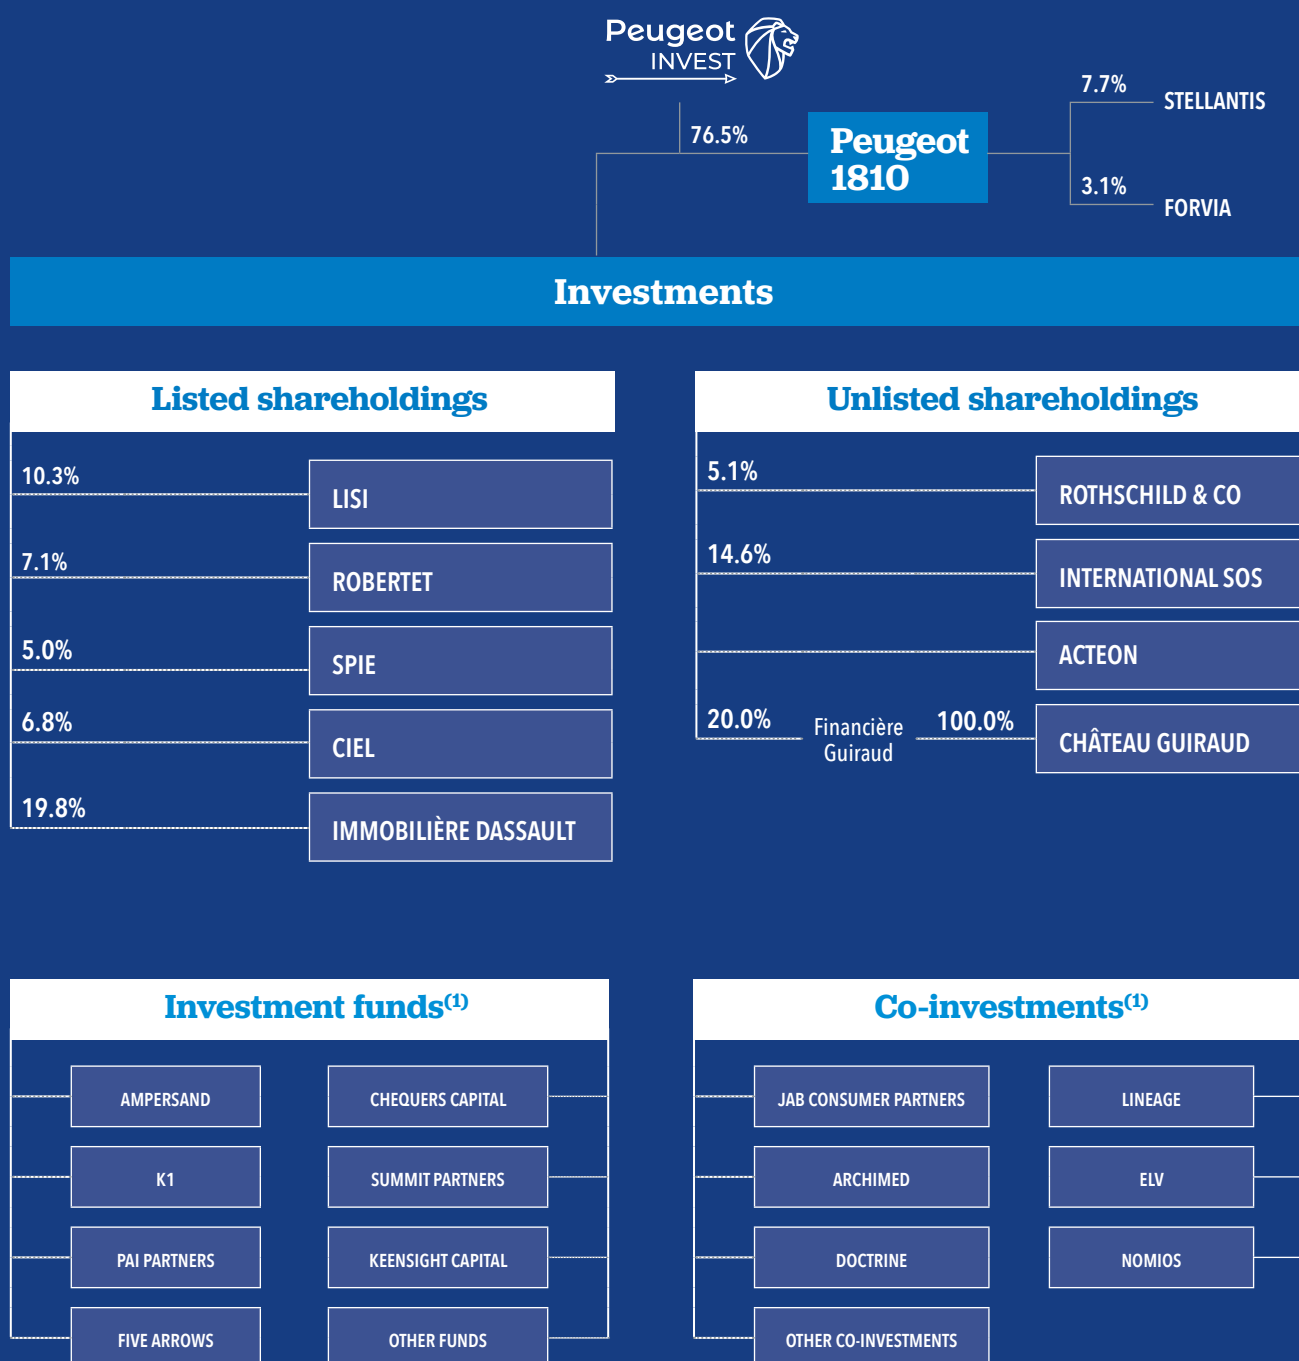 Peugeot
INVEST
76.5%
Peugeot
1810
7.7%
STELLANTIS
3.1%
FORVIA
Investments
Listed shareholdings
10.3%
LISI
7.1%
ROBERTET
5.0%
SPIE
6.8%
CIEL
19.8%
IMMOBILIÈRE DASSAULT
Unlisted shareholdings
5.1%
ROTHSCHILD & CO
14.6%
INTERNATIONAL SOS
ACTEON
20.0%
Financière
Guiraud
100.0%
CHÂTEAU GUIRAUD
Investment funds(1)
AMPERSAND
CHEQUERS CAPITAL
K1
SUMMIT PARTNERS
PAI PARTNERS
KEENSIGHT CAPITAL
FIVE ARROWS
OTHER FUNDS
Co-investments(1)
JAB CONSUMER PARTNERS
LINEAGE
ARCHIMED
ELV
DOCTRINE
NOMIOS
OTHER CO-INVESTMENTS